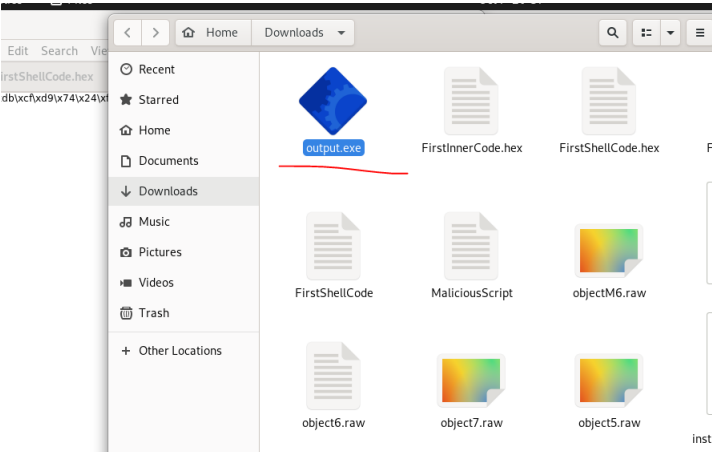 Home Downloads
Edit Search Vie
irstShellCode.hex
db\xcf\xd9\x74\x24\x
Recent
Starred
Home
Documents
Downloads
Music
Pictures
Videos
Trash
+ Other Locations
output.exe FirstInnerCode.hex FirstShellCode.hex F
FirstShellCode MaliciousScript objectM6.raw
object6.raw object7.raw object5.raw
inst